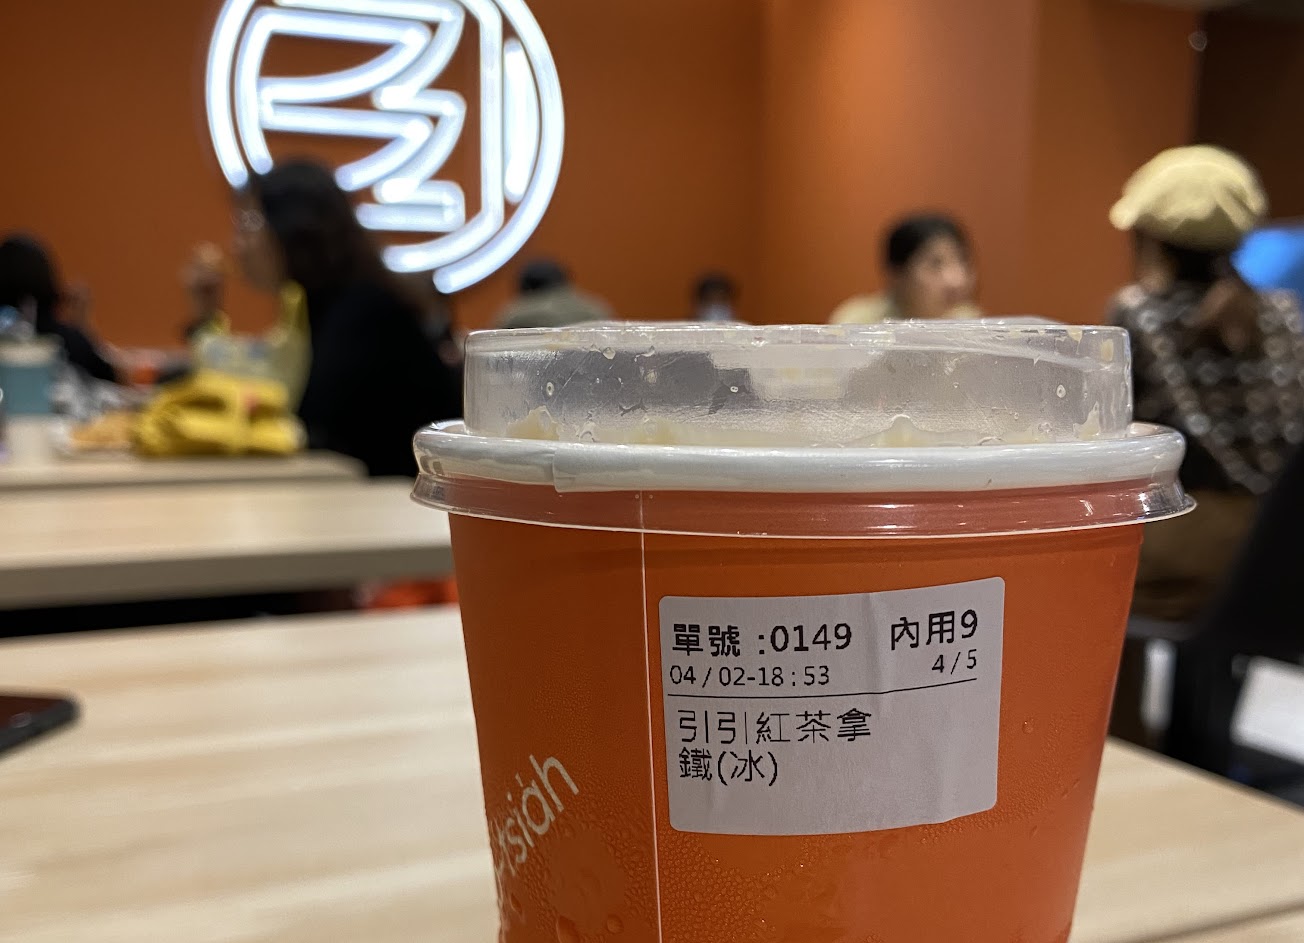 單號 :0149 內用9
04/02-18:53 4/5
引引紅茶拿
鐵(冰)
tsiah